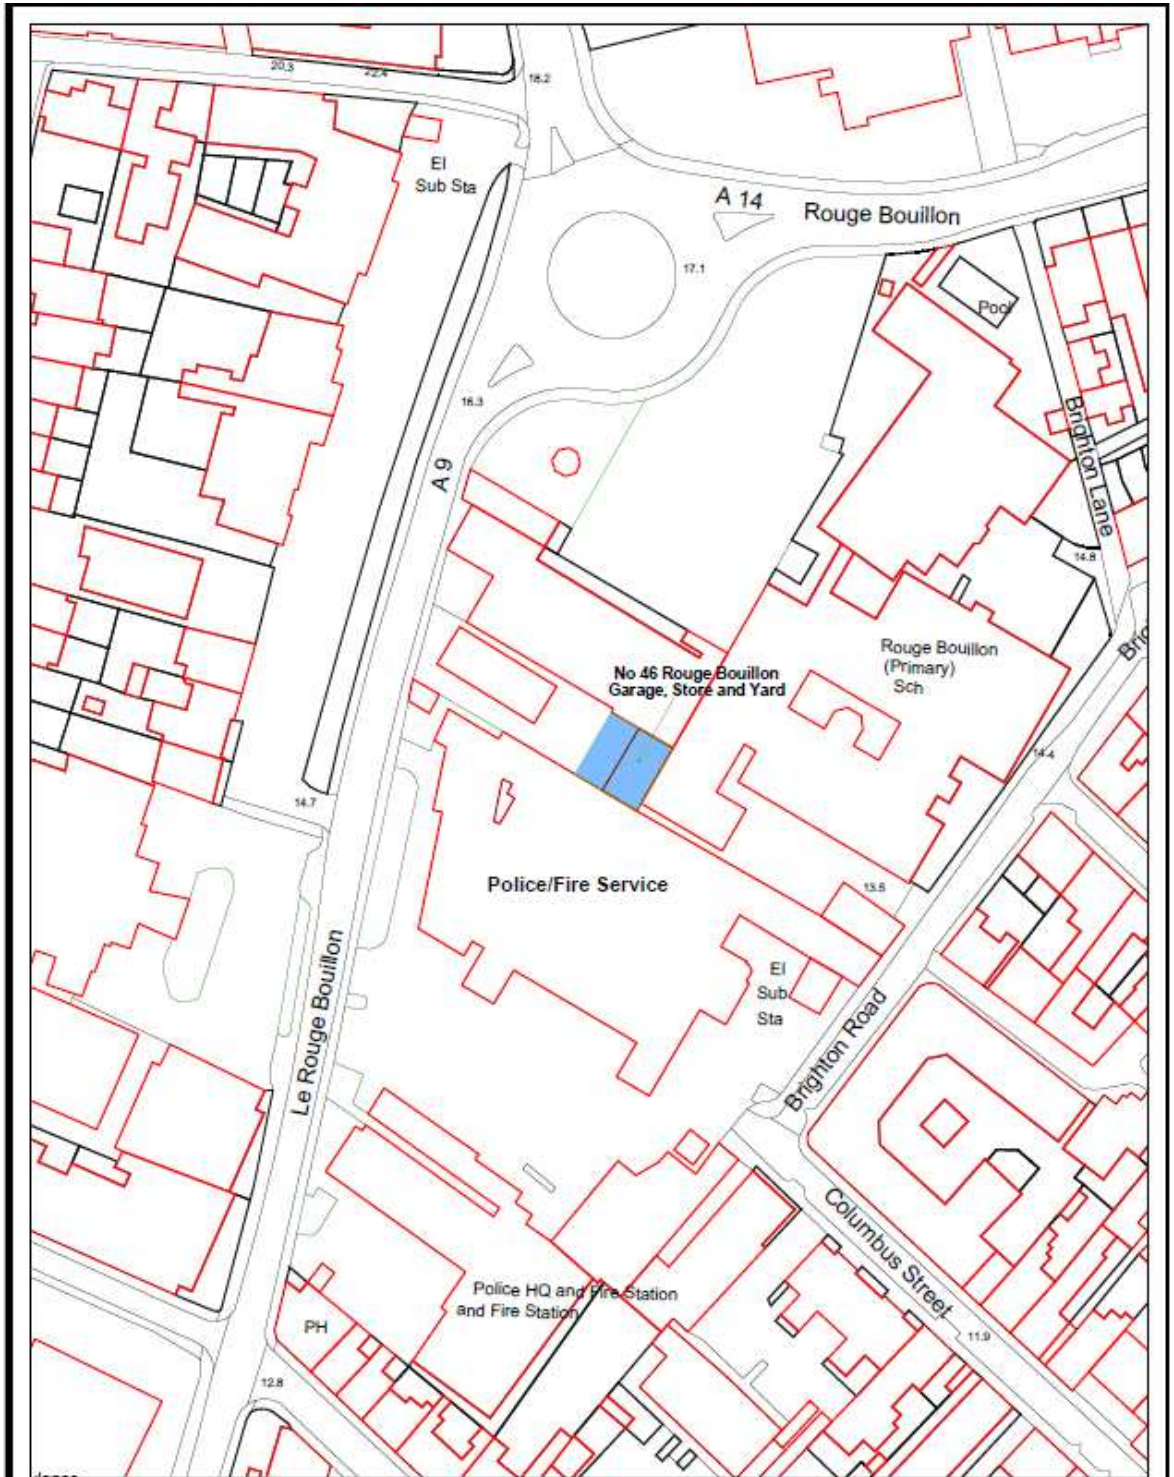 20.3
22.4
18.2
El
Sub Sta
A 14
Rouge Bouillon
17.1
Pool
16.3
A 9
Brighton Lane
14.8
Rouge Bouillon
(Primary)
Sch
No 46 Rouge Bouillon
Garage, Store and Yard
14.4
14.7
Police/Fire Service
13.5
El
Sub
Sta
Le Rouge Bouillon
Brighton Road
Columbus Street
Police HQ and Fire Station
and Fire Station
PH
11.9
12.8